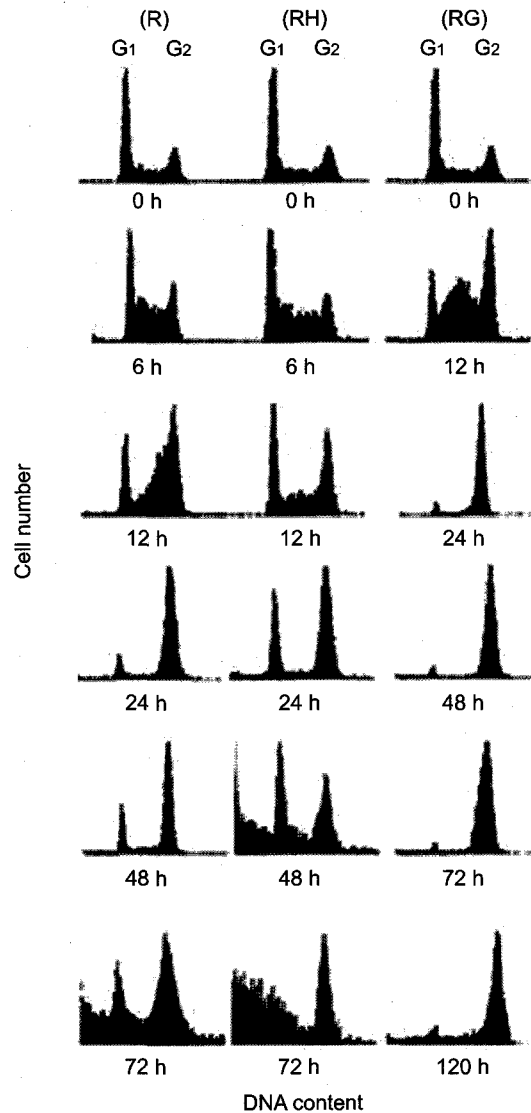 (R) (RH) (RG)
G1 G2 G1 G2 G1 G2
0 h 0 h 0 h
6 h 6 h 12 h
12 h 12 h 24 h
24 h 24 h 48 h
48 h 48 h 72 h
72 h 72 h 120 h
Cell number
DNA content